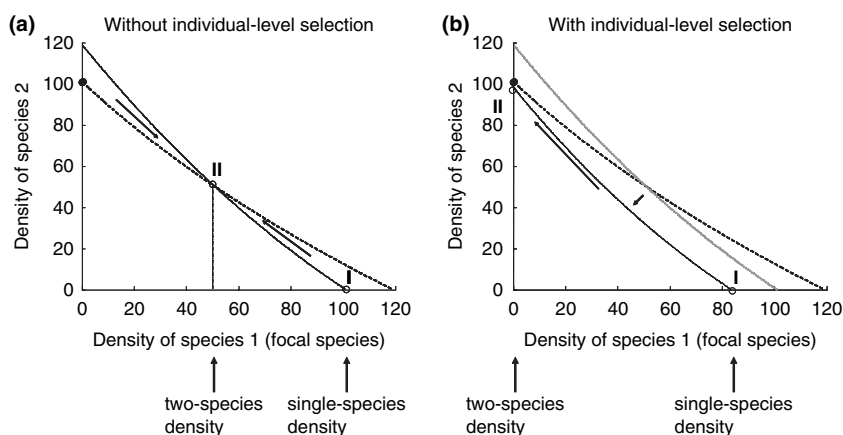 (a)
Without individual-level selection
Density of species 2
120
100
80
60
40
20
0
II
I
0 20 40 60 80 100 120
Density of species 1 (focal species)
two-species
density
single-species
density
(b)
With individual-level selection
Density of species 2
120
100
80
60
40
20
0
II
I
0 20 40 60 80 100 120
Density of species 1 (focal species)
two-species
density
single-species
density